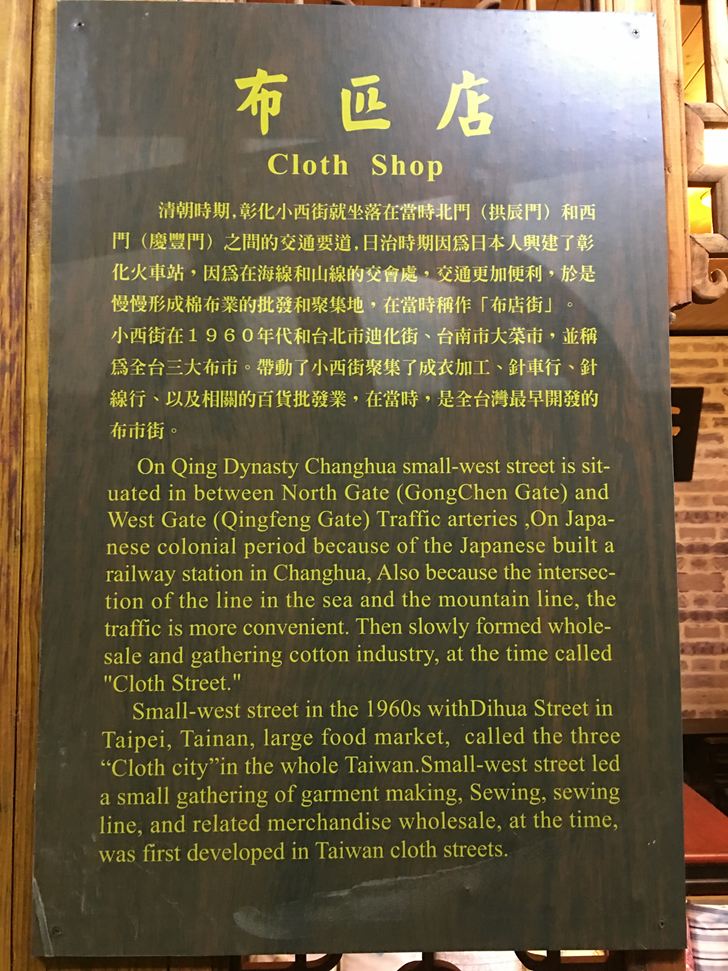 布匹店
Cloth Shop
清朝時期,彰化小西街就坐落在當時北門（拱辰門）和西
門（慶豐門）之間的交通要道,日治時期因為日本人興建了彰
化火車站，因為在海線和山線的交會處，交通更加便利，於是
慢慢形成棉布業的批發和聚集地，在當時稱作「布店街」。
小西街在１９６０年代和台北市迪化街、台南市大菜市，並稱
為全台三大布市。帶動了小西街聚集了成衣加工、針車行、針
線行、以及相關的百貨批發業，在當時，是全台灣最早開發的
布市街。
On Qing Dynasty Changhua small-west street is sit-
uated in between North Gate (GongChen Gate) and
West Gate (Qingfeng Gate) Traffic arteries ,On Japa-
nese colonial period because of the Japanese built a
railway station in Changhua, Also because the intersec-
tion of the line in the sea and the mountain line, the
traffic is more convenient. Then slowly formed whole-
sale and gathering cotton industry, at the time called
"Cloth Street."
Small-west street in the 1960s withDihua Street in
Taipei, Tainan, large food market, called the three
“Cloth city”in the whole Taiwan.Small-west street led
a small gathering of garment making, Sewing, sewing
line, and related merchandise wholesale, at the time,
was first developed in Taiwan cloth streets.